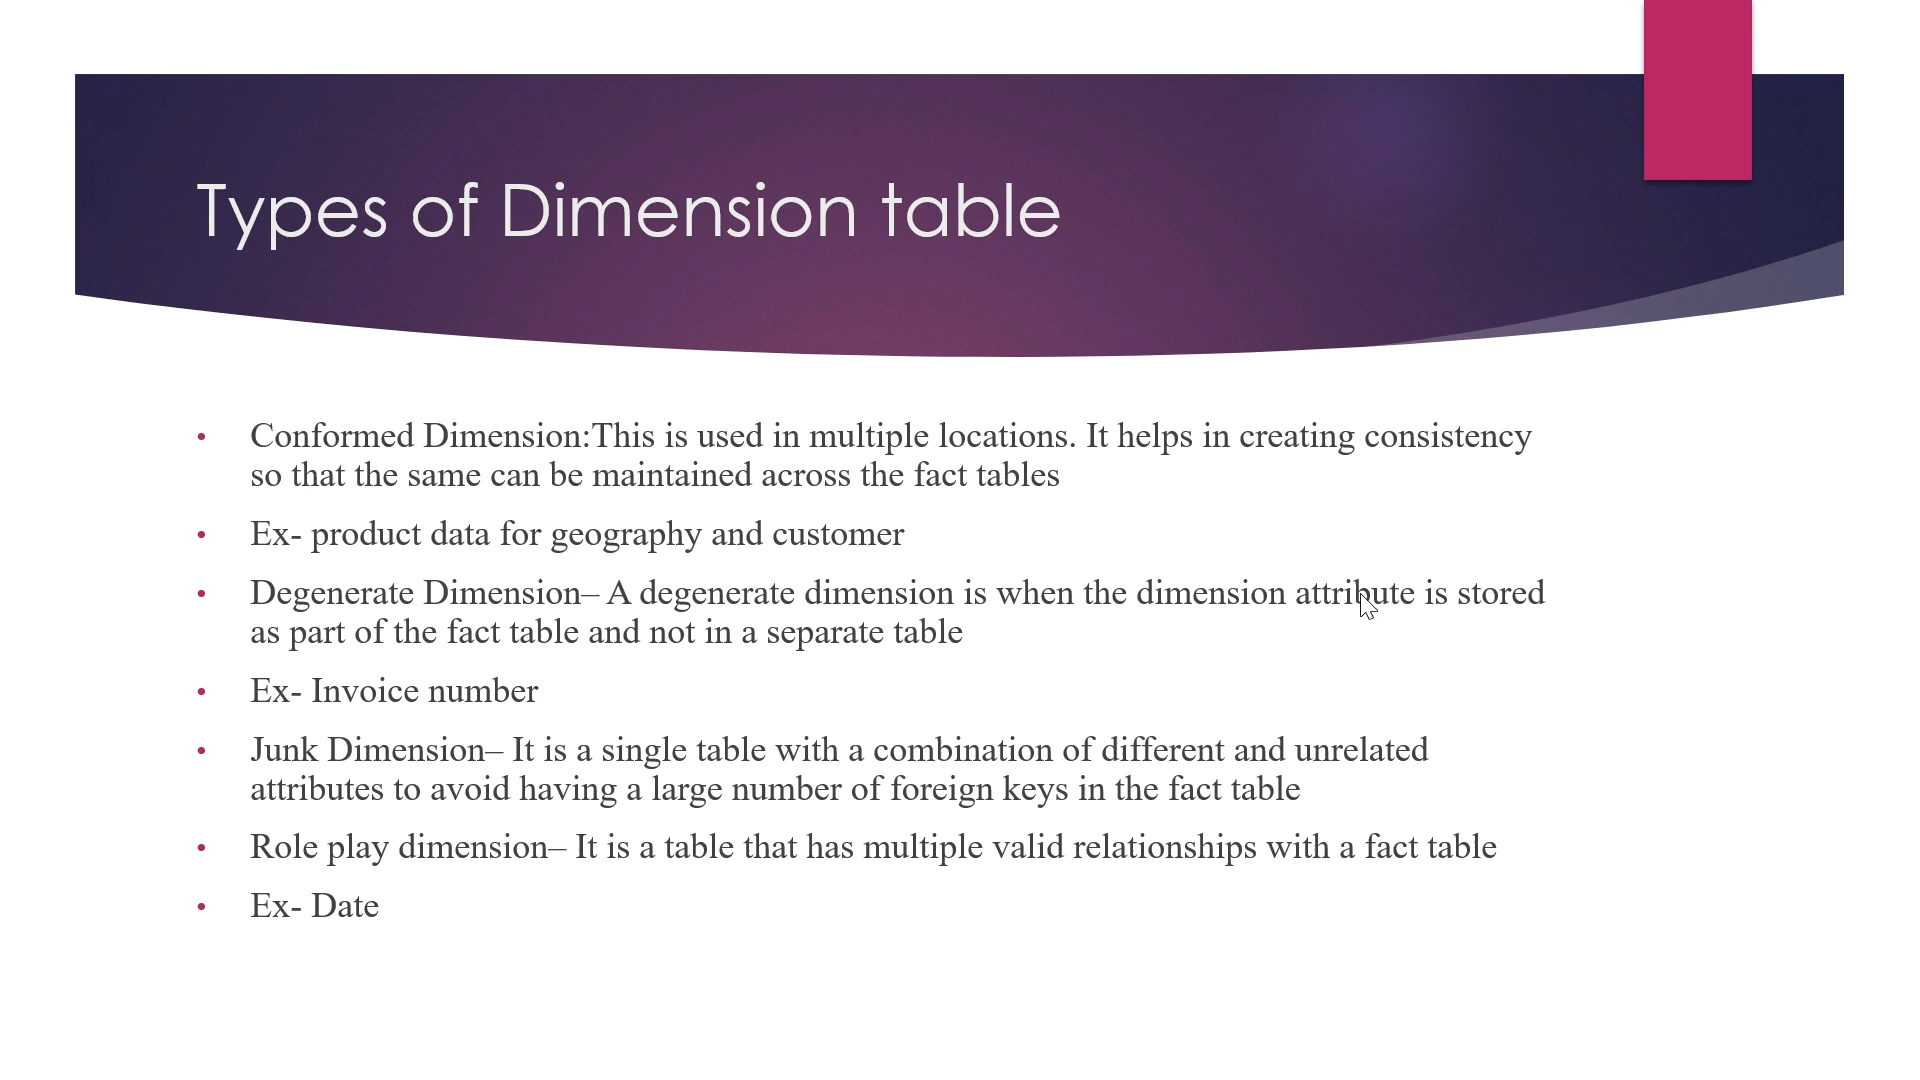 Types of Dimension table
• Conformed Dimension:This is used in multiple locations. It helps in creating consistency
so that the same can be maintained across the fact tables
• Ex- product data for geography and customer
• Degenerate Dimension– A degenerate dimension is when the dimension attribute is stored
as part of the fact table and not in a separate table
• Ex- Invoice number
• Junk Dimension– It is a single table with a combination of different and unrelated
attributes to avoid having a large number of foreign keys in the fact table
• Role play dimension– It is a table that has multiple valid relationships with a fact table
• Ex- Date